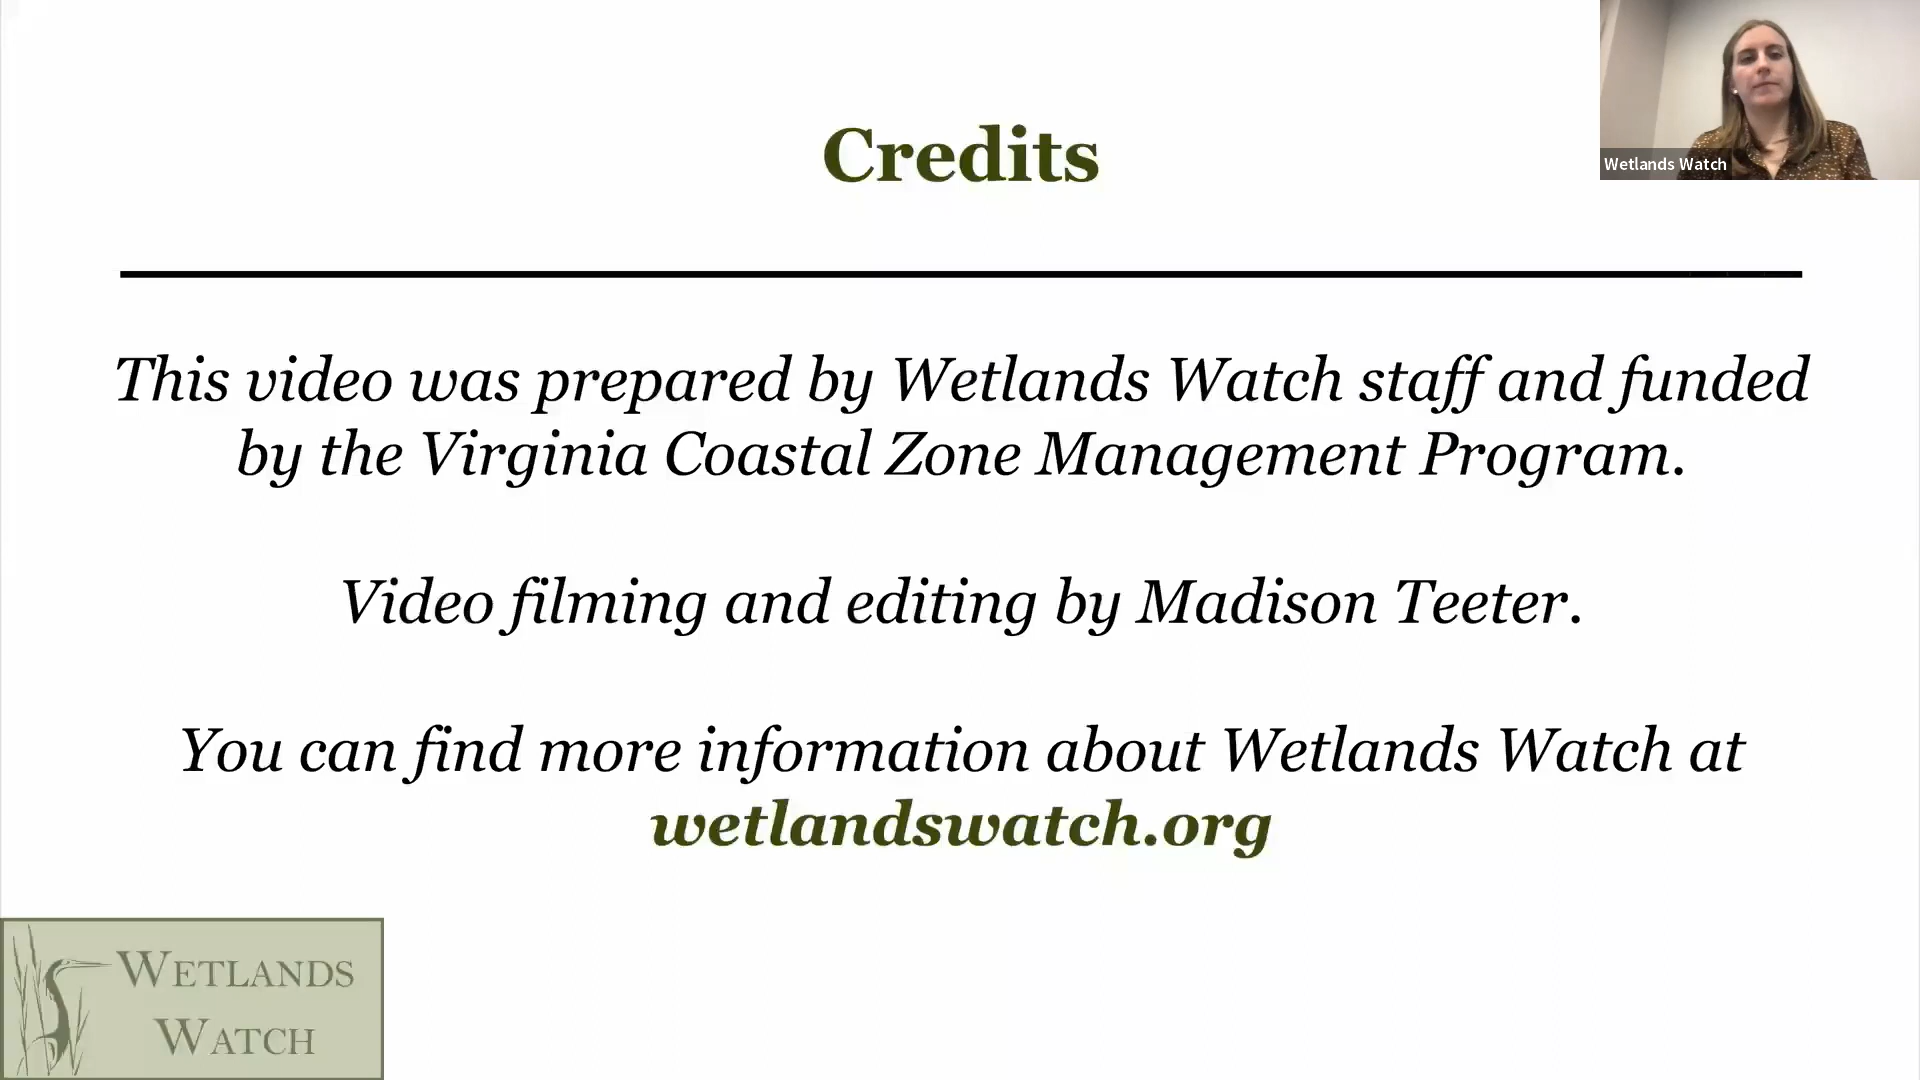 Credits
Wetlands Watch
This video was prepared by Wetlands Watch staff and funded
by the Virginia Coastal Zone Management Program.
Video filming and editing by Madison Teeter.
You can find more information about Wetlands Watch at
wetlandswatch.org
WETLANDS
WATCH